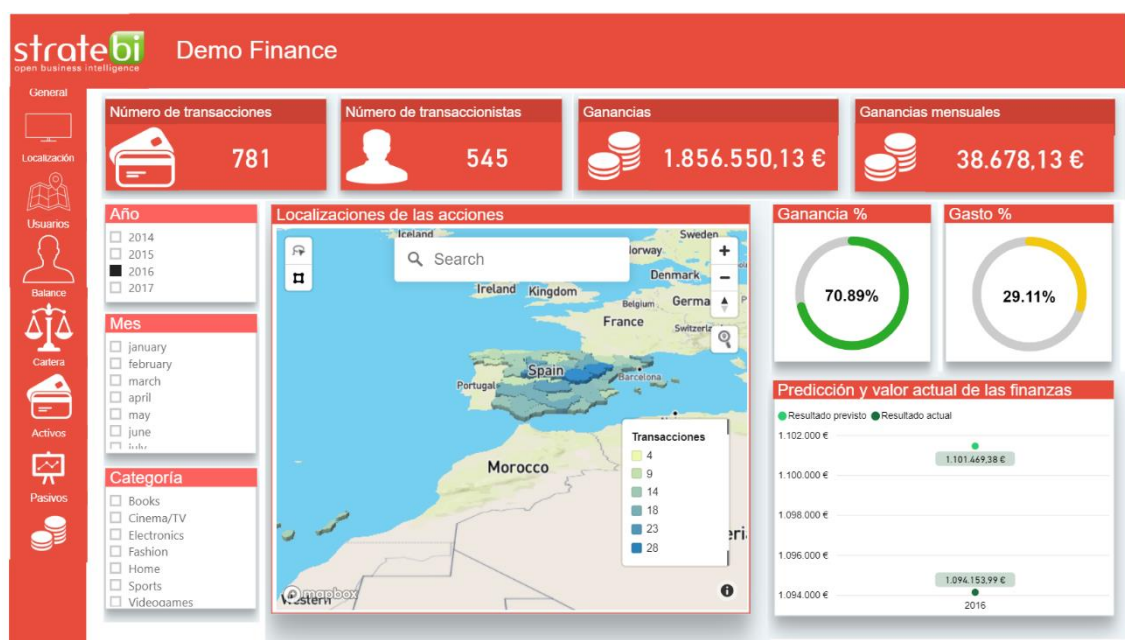 stratebi
open business intelligence
Demo Finance
General
Localización
Usuarios
Balance
Cartera
Activos
Pasivos
Número de transacciones
781
Número de transaccionistas
545
Ganancias
1.856.550,13 €
Ganancias mensuales
38.678,13 €
Año
2014
2015
2016
2017
Mes
january
february
march
april
may
june
july
Categoría
Books
Cinema/TV
Electronics
Fashion
Home
Sports
Videogames
Localizaciones de las acciones
Search
Iceland
Sweden
Norway
Denmark
Ireland
Kingdom
Belgium
Germa
France
Switzerl
Spain
Portugal
Barcelona
Morocco
Western
eri
mapbox
Transacciones
4
9
14
18
23
28
Ganancia %
70.89%
Gasto %
29.11%
Predicción y valor actual de las finanzas
Resultado previsto Resultado actual
1.102.000 €
1.101.469,38 €
1.100.000 €
1.098.000 €
1.096.000 €
1.094.153,99 €
1.094.000 €
2016